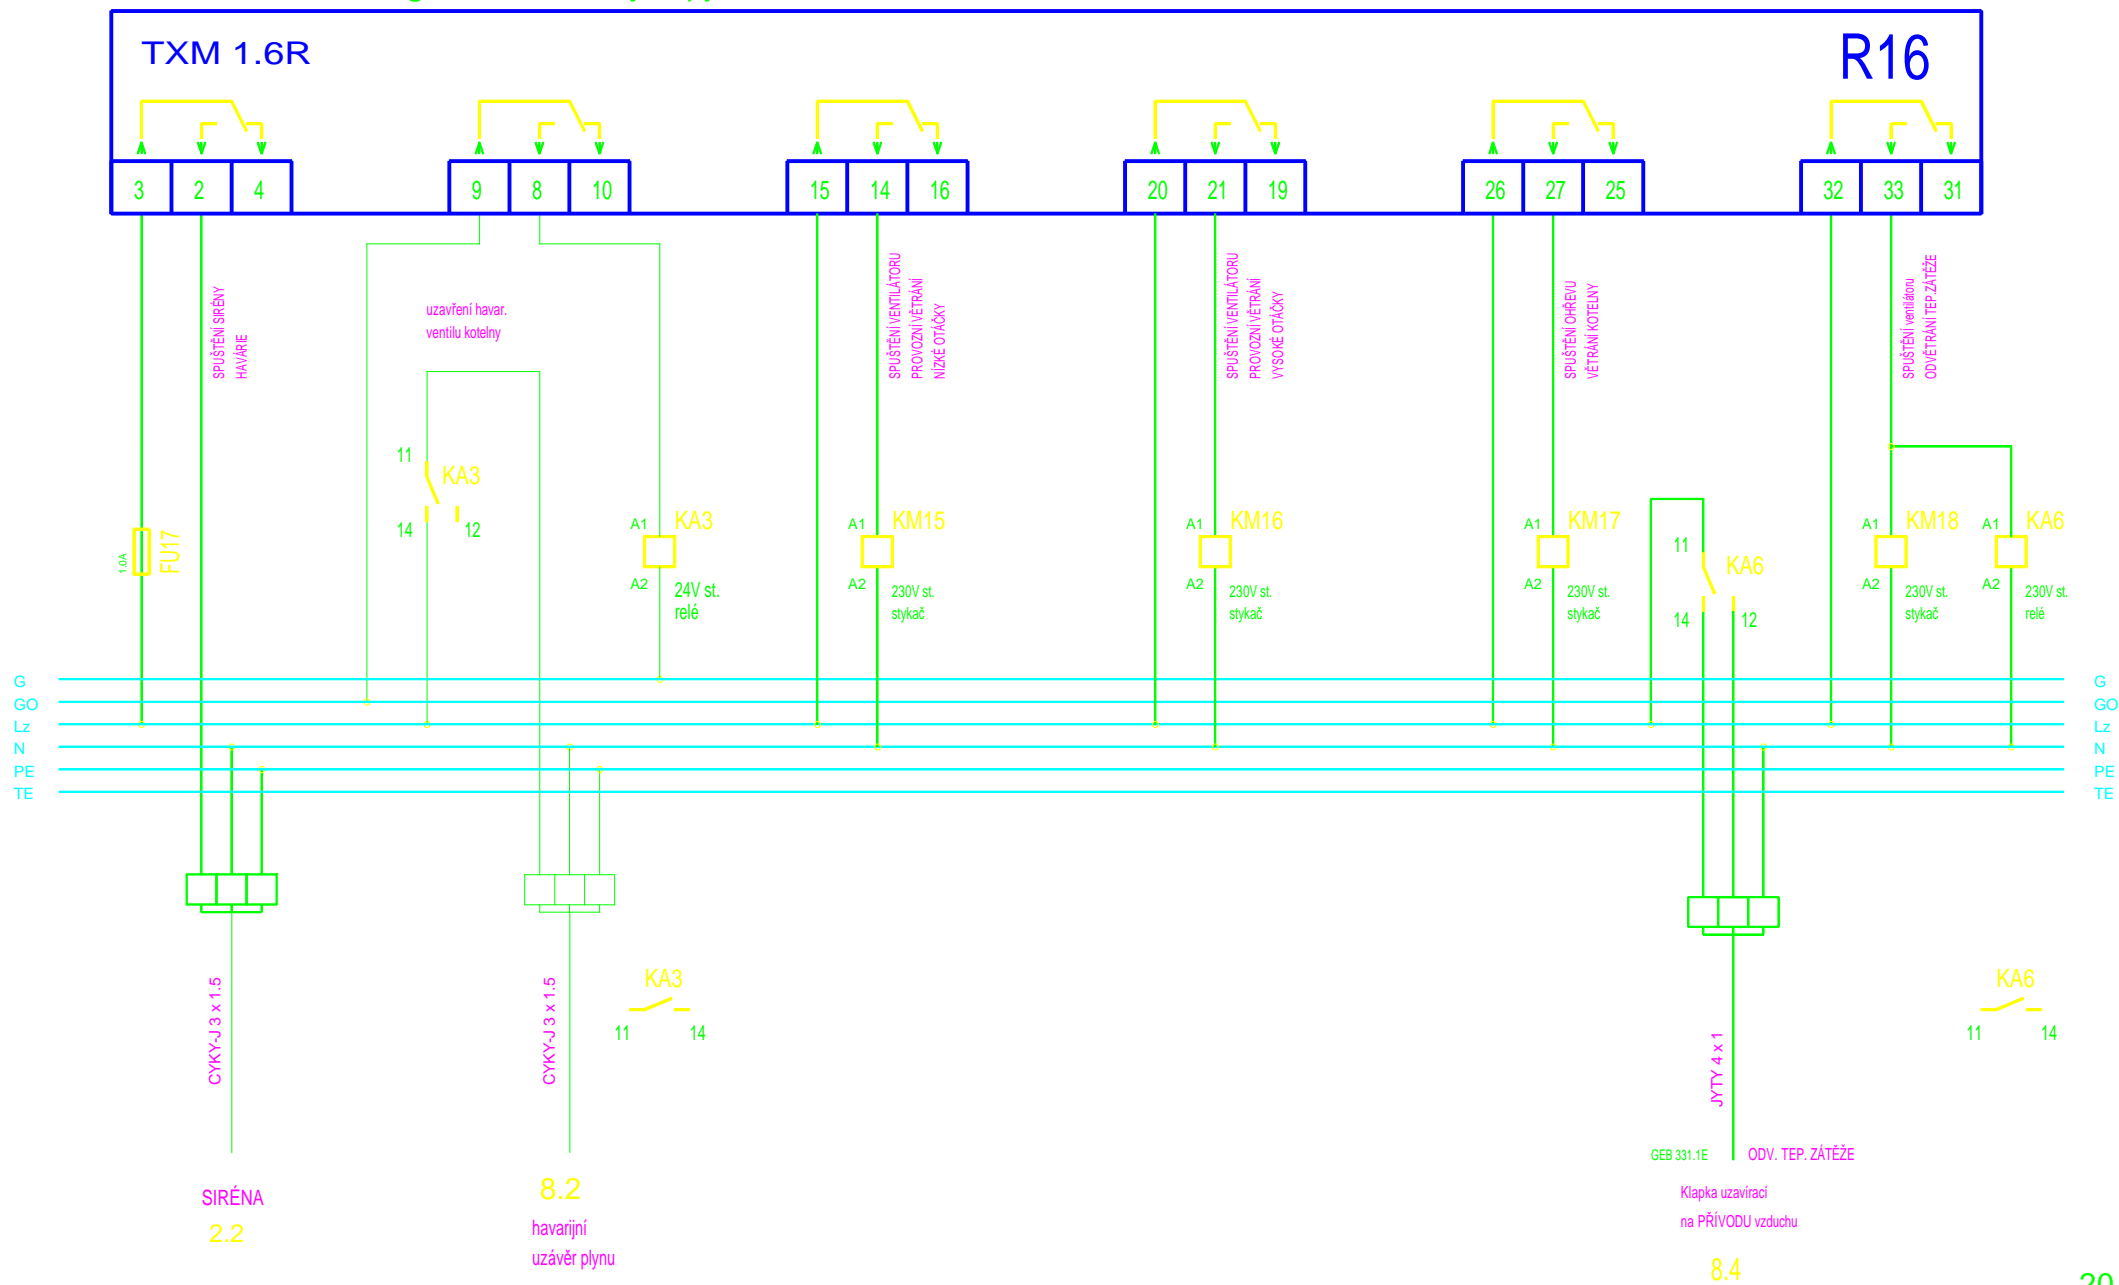 TXM 1.6R
R16
3 2 4 9 8 10 15 14 16 20 21 19 26 27 25 32 33 31
SPUŠTĚNÍ SIRÉNY
HAVÁRIE
uzavření havar.
ventilu kotelny
SPUŠTĚNÍ VENTILÁTORU
PROVOZNÍ VĚTRÁNÍ
NÍZKÉ OTÁČKY
SPUŠTĚNÍ VENTILÁTORU
PROVOZNÍ VĚTRÁNÍ
VYSOKÉ OTÁČKY
SPUŠTĚNÍ OHŘEVU
VĚTRÁNÍ KOTELNY
SPUŠTĚNÍ ventilátoru
ODVĚTRÁNÍ TEP.ZÁTĚŽE
1.0A
FU17
11
KA3
14
12
A1
KA3
A2
24V st.
relé
A1
KM15
A2
230V st.
stykač
A1
KM16
A2
230V st.
stykač
A1
KM17
A2
230V st.
stykač
11
KA6
14
12
A1
KM18
A2
230V st.
stykač
A1
KA6
A2
230V st.
relé
G
GO
Lz
N
PE
TE
G
GO
Lz
N
PE
TE
CYKY-J 3 x 1.5
CYKY-J 3 x 1.5
KA3
11
14
JYTY 4 x 1
KA6
11
14
SIRÉNA
2.2
8.2
havarijní
uzávěr plynu
GEB 331.1E
ODV. TEP. ZÁTĚŽE
Klapka uzavírací
na PŘÍVODU vzduchu
8.4